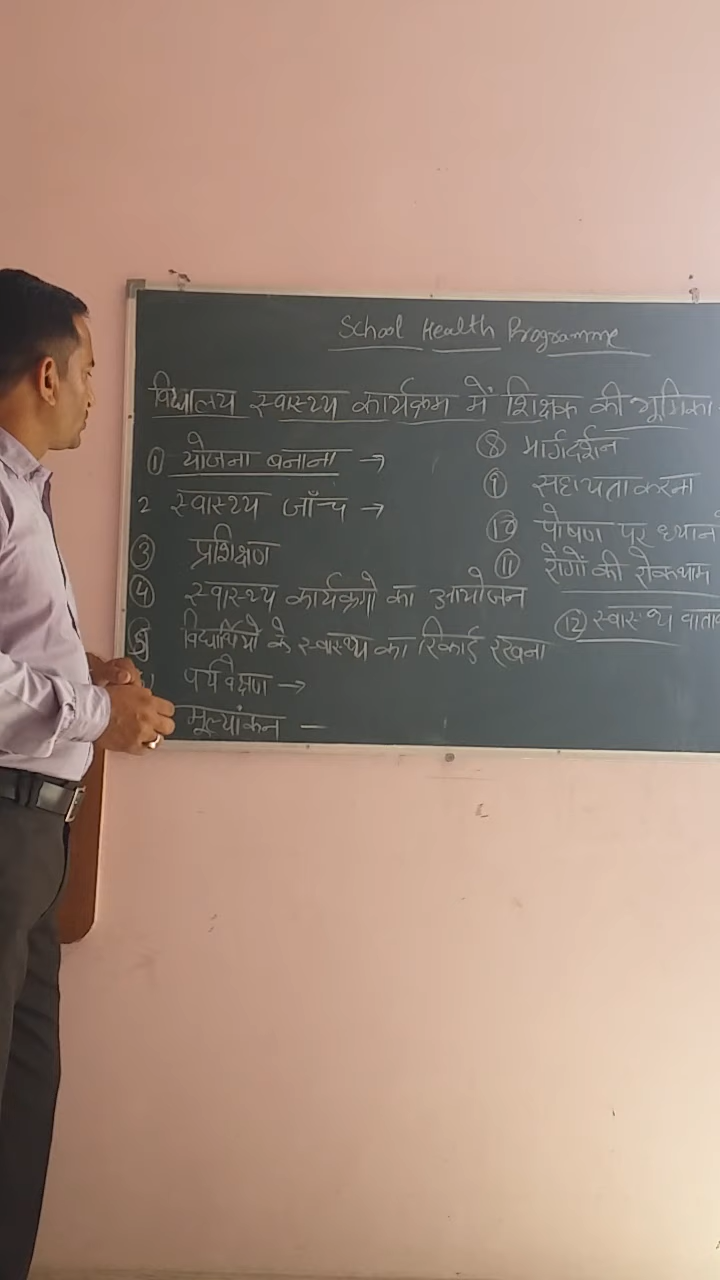 School Health Programme
विद्यालय स्वास्थ्य कार्यक्रम में शिक्षक की भूमिका
① योजना बनाना →
2 स्वास्थ्य जाँच →
③ प्रशिक्षण
④ स्वास्थ्य कार्यक्रमो का आयोजन
⑤ विद्यार्थियो के स्वास्थ्य का रिकार्ड रखना
पर्यवेक्षण →
मूल्यांकन —
⑧ मार्गदर्शन
⑨ सहायता करना
⑩ पोषण पर ध्यान
⑪ रोगों की रोकथाम
⑫ स्वास्थ्य